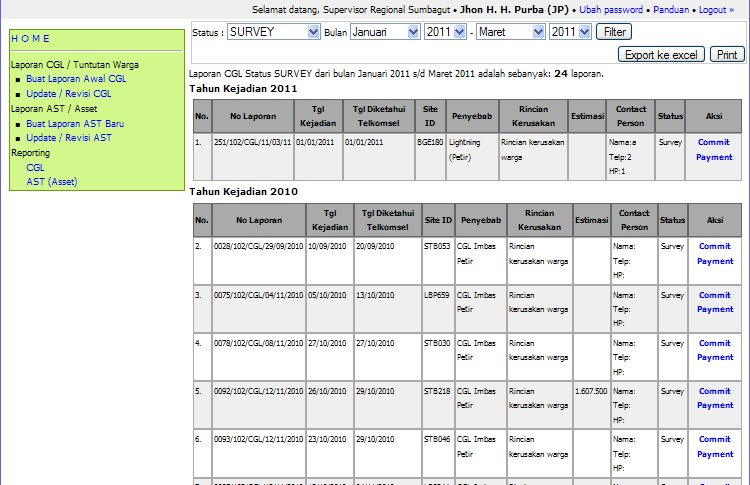 Selamat datang, Supervisor Regional Sumbagut • Jhon H. H. Purba (JP) • Ubah password • Panduan • Logout »
H O M E
Laporan CGL / Tuntutan Warga
Buat Laporan Awal CGL
Update / Revisi CGL
Laporan AST / Asset
Buat Laporan AST Baru
Update / Revisi AST
Reporting
CGL
AST (Asset)
Status : SURVEY Bulan Januari 2011 - Maret 2011 Filter
Export ke excel Print
Laporan CGL Status SURVEY dari bulan Januari 2011 s/d Maret 2011 adalah sebanyak: 24 laporan.
Tahun Kejadian 2011
No. No Laporan Tgl Kejadian Tgl Diketahui Telkomsel Site ID Penyebab Rincian Kerusakan Estimasi Contact Person Status Aksi
1. 251/102/CGL/11/03/11 01/01/2011 01/01/2011 BGE180 Lightning Rincian kerusakan Nama:a Survey Commit
(Petir) warga Telp:2 Payment
HP:1
Tahun Kejadian 2010
No. No Laporan Tgl Kejadian Tgl Diketahui Telkomsel Site ID Penyebab Rincian Kerusakan Estimasi Contact Person Status Aksi
2. 0028/102/CGL/29/09/2010 10/09/2010 20/09/2010 STB053 CGL Imbas Rincian Nama: Survey Commit
Petir kerusakan warga Telp: Payment
HP:
3. 0075/102/CGL/04/11/2010 05/10/2010 13/10/2010 LBP659 CGL Imbas Rincian Nama: Survey Commit
Petir kerusakan warga Telp: Payment
HP:
4. 0078/102/CGL/08/11/2010 27/10/2010 27/10/2010 STB030 CGL Imbas Rincian Nama: Survey Commit
Petir kerusakan warga Telp: Payment
HP:
5. 0092/102/CGL/12/11/2010 26/10/2010 29/10/2010 STB218 CGL Imbas Rincian 1.607.500 Nama: Survey Commit
Petir kerusakan warga Telp: Payment
HP:
6. 0093/102/CGL/12/11/2010 23/10/2010 29/10/2010 STB046 CGL Imbas Rincian Nama: Survey Commit
Petir kerusakan warga Telp: Payment
HP: